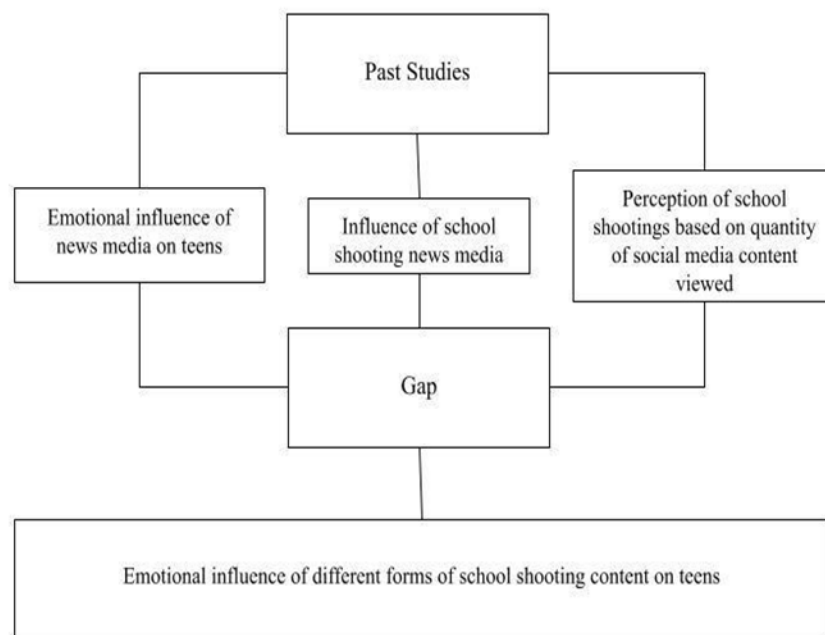 Past Studies
Emotional influence of
news media on teens
Influence of school
shooting news media
Perception of school
shootings based on quantity
of social media content
viewed
Gap
Emotional influence of different forms of school shooting content on teens